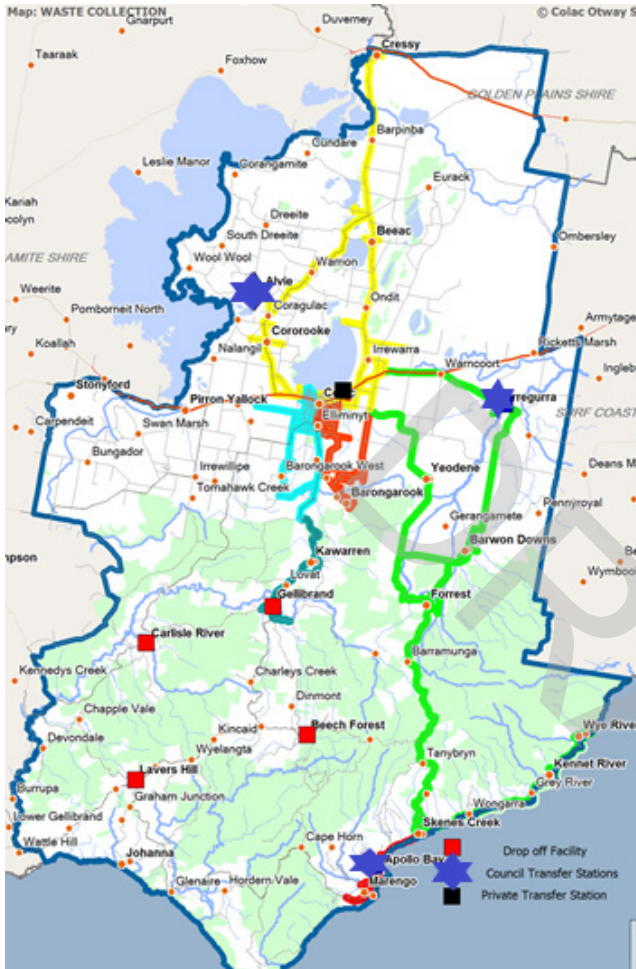 Map: WASTE COLLECTION
© Colac Otway S
Gnarpurt
Duverney
Taaraak
Foxhow
Cressy
GOLDEN PLAINS SHIRE
Barpinba
Cundare
Leslie Manor
Corangamite
Eurack
Kariah
ocolyn
Dreeite
South Dreeite
Beeac
Ombersley
AMITE SHIRE
Wool Wool
Warrion
Weerite
Alvie
Pomborneit North
Coragulac
Ondit
Armytage
Koallah
Cororooke
Nalangil
Irrewarra
Ricketts Marsh
Warncoort
Ingleb
Stonyford
Pirron-Yallock
rregurra
SURF COAST
Carpendeit
Swan Marsh
Elliminyt
Bungador
Irrewillipe
Barongarook West
Yeodene
Deans M
Tomahawk Creek
Barongarook
Pennyroyal
Gerangamete
Barwon Downs
mpson
Kawarren
Be
Wymboo
Lovat
Gellibrand
Forrest
Carlisle River
Barramunga
Kennedys Creek
Charleys Creek
Dinmont
Chapple Vale
Wye River
Devondale
Kincaid
Beech Forest
Wyelangta
Tanybryn
Kennet River
Lavers Hill
Grey River
Burrupa
Graham Junction
Wongarra
Lower Gellibrand
Skenes Creek
Wattle Hill
Cape Horn
Drop off Facility
Johanna
Apollo Bay
Council Transfer Stations
Glenaire
Hordern Vale
Marengo
Private Transfer Station